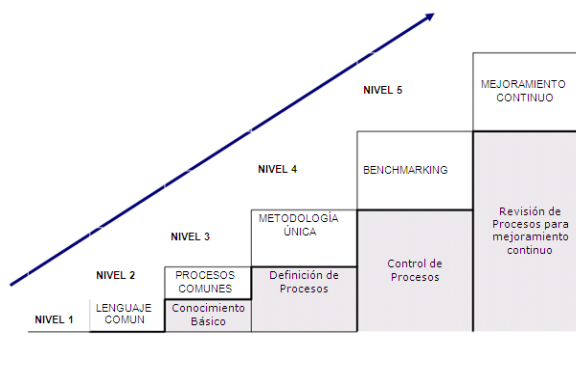 NIVEL 5
MEJORAMIENTO
CONTINUO
NIVEL 4
BENCHMARKING
NIVEL 3
METODOLOGÍA
ÚNICA
Revisión de
Procesos para
mejoramiento
continuo
NIVEL 2
PROCESOS
COMUNES
Definición de
Procesos
Control de
Procesos
NIVEL 1
LENGUAJE
COMUN
Conocimiento
Básico